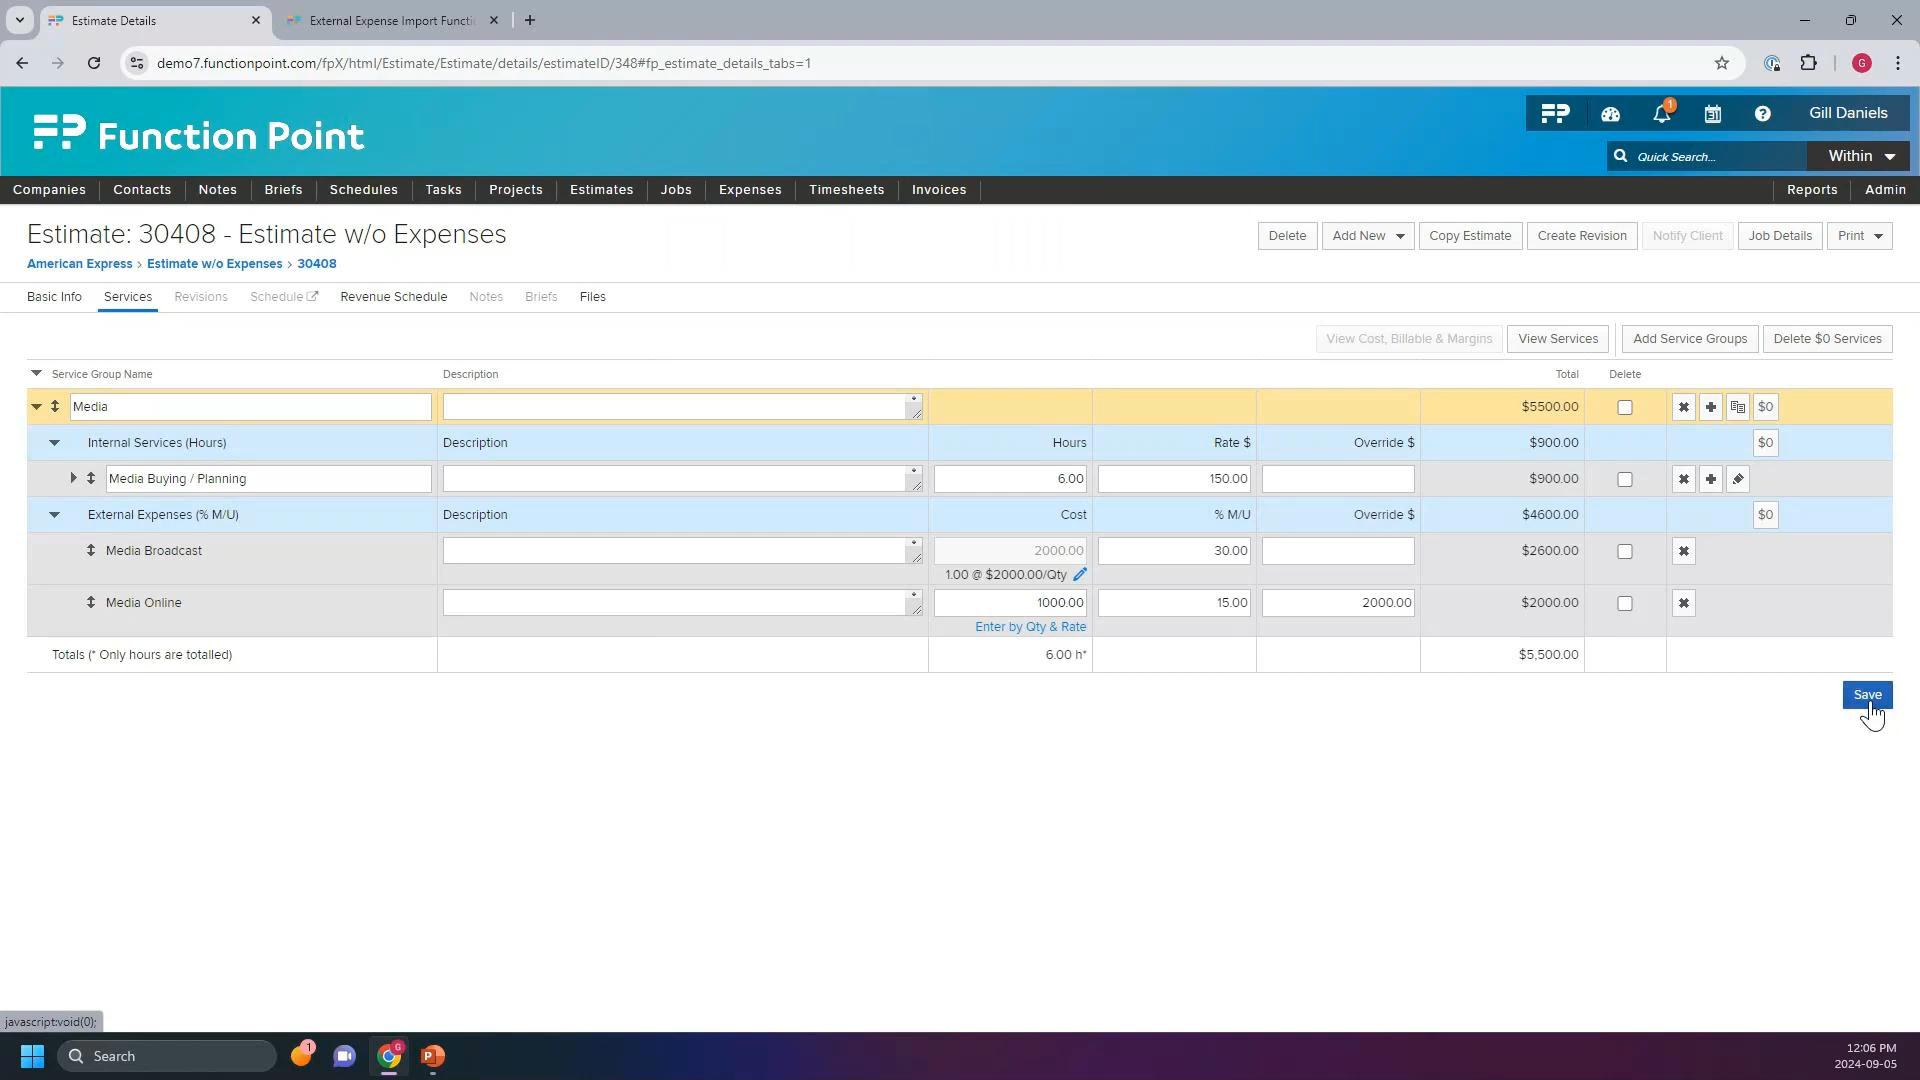 Estimate Details
External Expense Import Functi
demo7.functionpoint.com/fpX/html/Estimate/Estimate/details/estimateID/348#fp_estimate_details_tabs=1
G
FP Function Point
FP
1
31
?
Gill Daniels
Quick Search...
Within
Companies
Contacts
Notes
Briefs
Schedules
Tasks
Projects
Estimates
Jobs
Expenses
Timesheets
Invoices
Reports
Admin
Estimate: 30408 - Estimate w/o Expenses
Delete
Add New
Copy Estimate
Create Revision
Notify Client
Job Details
Print
American Express › Estimate w/o Expenses › 30408
Basic Info
Services
Revisions
Schedule
Revenue Schedule
Notes
Briefs
Files
View Cost, Billable & Margins
View Services
Add Service Groups
Delete $0 Services
Service Group Name Description Total Delete
Media $5500.00 $0
Internal Services (Hours) Description Hours Rate $ Override $ $900.00 $0
Media Buying / Planning 6.00 150.00 $900.00
External Expenses (% M/U) Description Cost % M/U Override $ $4600.00 $0
Media Broadcast 2000.00 30.00 $2600.00
1.00 @ $2000.00/Qty
Media Online 1000.00 15.00 2000.00 $2000.00
Enter by Qty & Rate
Totals (* Only hours are totalled) 6.00 h* $5,500.00
Save
javascript:void(0);
Search
1
G
P
12:06 PM
2024-09-05